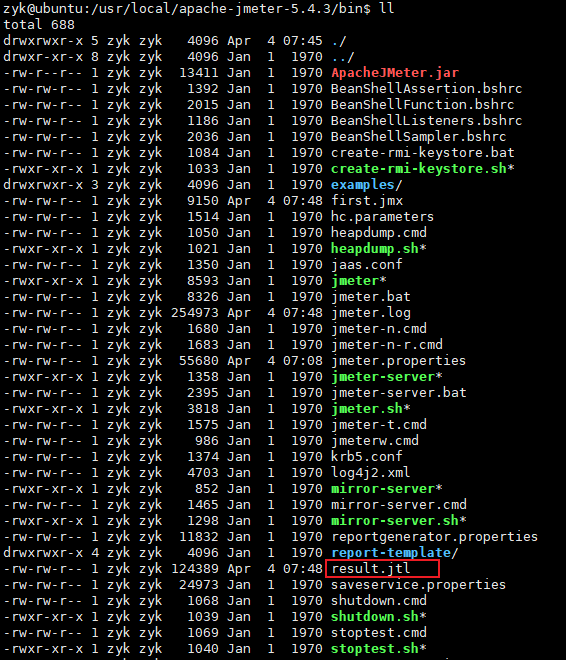 zyk@ubuntu:/usr/local/apache-jmeter-5.4.3/bin$ ll
total 688
drwxrwxr-x 5 zyk zyk   4096 Apr  4 07:45 ./
drwxr-xr-x 8 zyk zyk   4096 Jan  1  1970 ../
-rw-r--r-- 1 zyk zyk  13411 Jan  1  1970 ApacheJMeter.jar
-rw-rw-r-- 1 zyk zyk   1392 Jan  1  1970 BeanShellAssertion.bshrc
-rw-rw-r-- 1 zyk zyk   2015 Jan  1  1970 BeanShellFunction.bshrc
-rw-rw-r-- 1 zyk zyk   1186 Jan  1  1970 BeanShellListeners.bshrc
-rw-rw-r-- 1 zyk zyk   2036 Jan  1  1970 BeanShellSampler.bshrc
-rw-rw-r-- 1 zyk zyk   1084 Jan  1  1970 create-rmi-keystore.bat
-rwxr-xr-x 1 zyk zyk   1033 Jan  1  1970 create-rmi-keystore.sh*
drwxrwxr-x 3 zyk zyk   4096 Jan  1  1970 examples/
-rw-rw-r-- 1 zyk zyk   9150 Apr  4 07:48 first.jmx
-rw-rw-r-- 1 zyk zyk   1514 Jan  1  1970 hc.parameters
-rw-rw-r-- 1 zyk zyk   1050 Jan  1  1970 heapdump.cmd
-rwxr-xr-x 1 zyk zyk   1021 Jan  1  1970 heapdump.sh*
-rw-rw-r-- 1 zyk zyk   1350 Jan  1  1970 jaas.conf
-rwxr-xr-x 1 zyk zyk   8593 Jan  1  1970 jmeter*
-rw-rw-r-- 1 zyk zyk   8326 Jan  1  1970 jmeter.bat
-rw-rw-r-- 1 zyk zyk 254973 Apr  4 07:48 jmeter.log
-rw-rw-r-- 1 zyk zyk   1680 Jan  1  1970 jmeter-n.cmd
-rw-rw-r-- 1 zyk zyk   1683 Jan  1  1970 jmeter-n-r.cmd
-rw-rw-r-- 1 zyk zyk  55680 Apr  4 07:08 jmeter.properties
-rwxr-xr-x 1 zyk zyk   1358 Jan  1  1970 jmeter-server*
-rw-rw-r-- 1 zyk zyk   2395 Jan  1  1970 jmeter-server.bat
-rwxr-xr-x 1 zyk zyk   3818 Jan  1  1970 jmeter.sh*
-rw-rw-r-- 1 zyk zyk   1575 Jan  1  1970 jmeter-t.cmd
-rw-rw-r-- 1 zyk zyk    986 Jan  1  1970 jmeterw.cmd
-rw-rw-r-- 1 zyk zyk   1374 Jan  1  1970 krb5.conf
-rw-rw-r-- 1 zyk zyk   4703 Jan  1  1970 log4j2.xml
-rwxr-xr-x 1 zyk zyk    852 Jan  1  1970 mirror-server*
-rw-rw-r-- 1 zyk zyk   1465 Jan  1  1970 mirror-server.cmd
-rwxr-xr-x 1 zyk zyk   1298 Jan  1  1970 mirror-server.sh*
-rw-rw-r-- 1 zyk zyk  11832 Jan  1  1970 reportgenerator.properties
drwxrwxr-x 4 zyk zyk   4096 Jan  1  1970 report-template/
-rw-rw-r-- 1 zyk zyk 124389 Apr  4 07:48 result.jtl
-rw-rw-r-- 1 zyk zyk  24973 Jan  1  1970 saveservice.properties
-rw-rw-r-- 1 zyk zyk   1068 Jan  1  1970 shutdown.cmd
-rwxr-xr-x 1 zyk zyk   1039 Jan  1  1970 shutdown.sh*
-rw-rw-r-- 1 zyk zyk   1069 Jan  1  1970 stoptest.cmd
-rwxr-xr-x 1 zyk zyk   1040 Jan  1  1970 stoptest.sh*